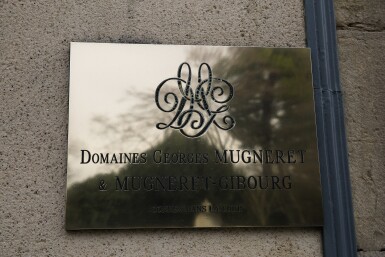 DOMAINES GEORGES MUGNERET
& MUGNERET-GIBOURG